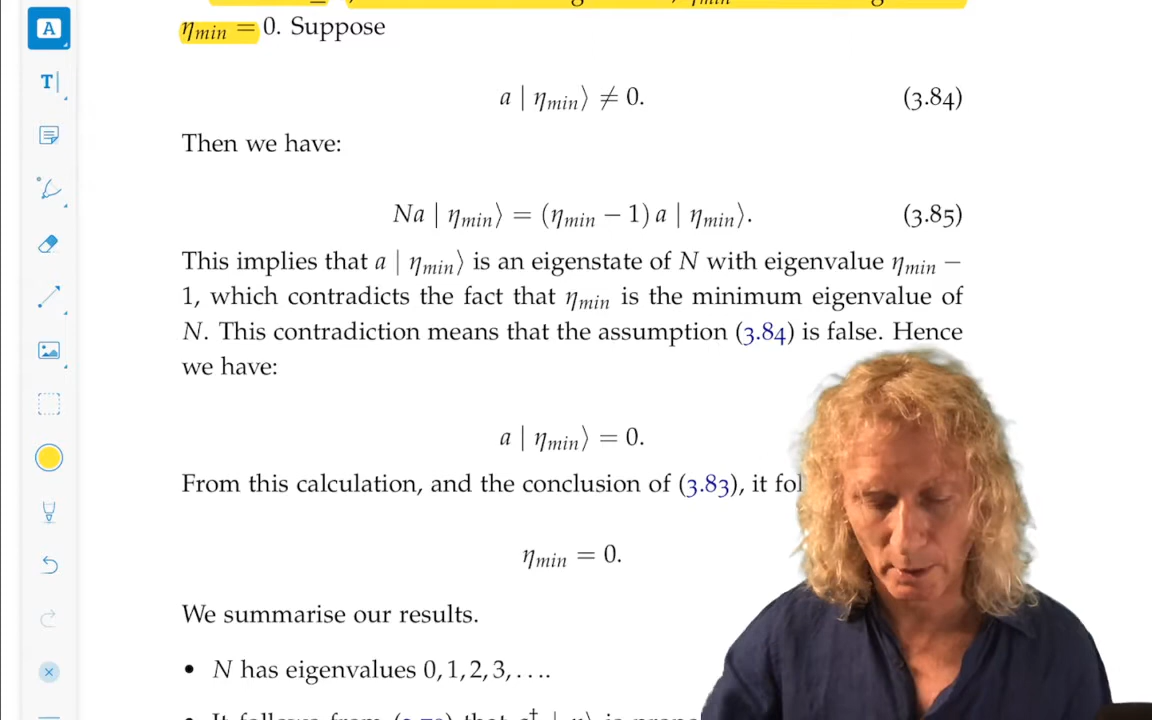 η_min = 0. Suppose
a | η_min⟩ ≠ 0. (3.84)
Then we have:
Na | η_min⟩ = (η_min − 1) a | η_min⟩. (3.85)
This implies that a | η_min⟩ is an eigenstate of N with eigenvalue η_min −
1, which contradicts the fact that η_min is the minimum eigenvalue of
N. This contradiction means that the assumption (3.84) is false. Hence
we have:
a | η_min⟩ = 0.
From this calculation, and the conclusion of (3.83), it fol
η_min = 0.
We summarise our results.
• N has eigenvalues 0, 1, 2, 3, . . ..
• It follows from